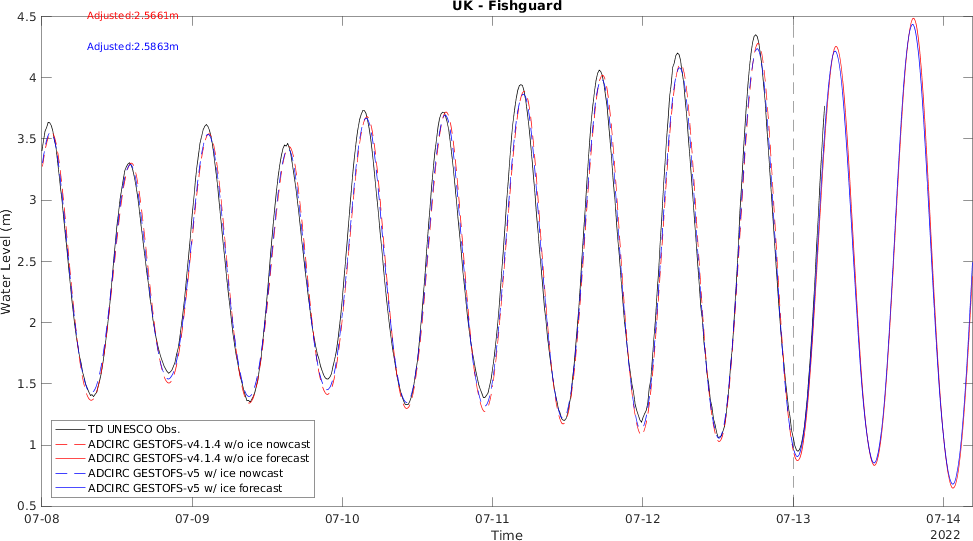 UK - Fishguard
Adjusted:2.5661m
Adjusted:2.5863m
4.5
4
3.5
3
2.5
2
1.5
1
0.5
Water Level (m)
TD UNESCO Obs.
ADCIRC GESTOFS-v4.1.4 w/o ice nowcast
ADCIRC GESTOFS-v4.1.4 w/o ice forecast
ADCIRC GESTOFS-v5 w/ ice nowcast
ADCIRC GESTOFS-v5 w/ ice forecast
07-08 07-09 07-10 07-11 07-12 07-13 07-14
Time
2022